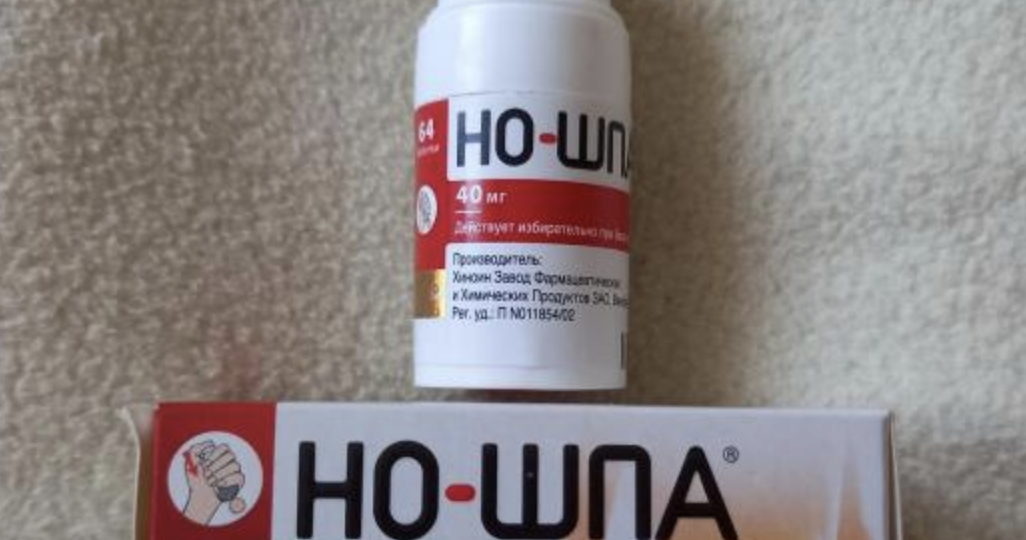 64
НО-ШПА
40 мг
Действует избирательно при
Производитель:
Хиноин Завод Фармацевтических
и Химических Продуктов ЗАО,
Рег. уд.: П N011854/02
НО-ШПА®